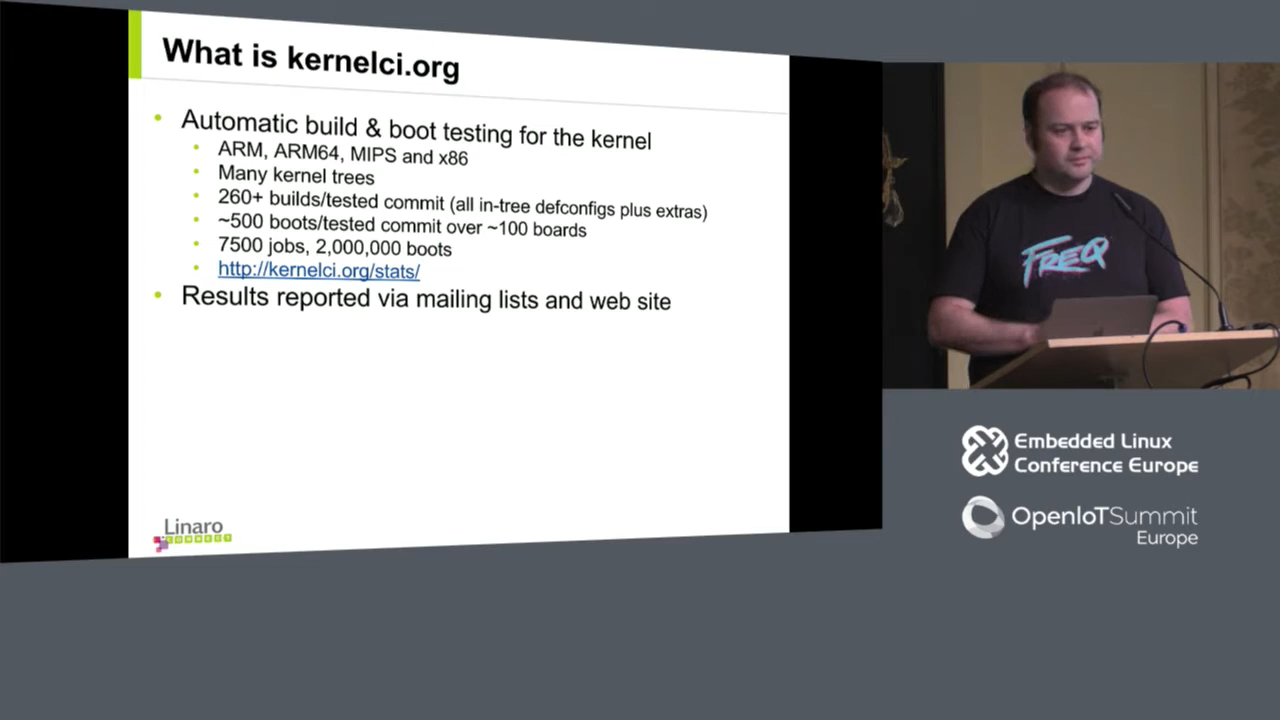 What is kernelci.org
Automatic build & boot testing for the kernel
ARM, ARM64, MIPS and x86
Many kernel trees
260+ builds/tested commit (all in-tree defconfigs plus extras)
~500 boots/tested commit over ~100 boards
7500 jobs, 2,000,000 boots
http://kernelci.org/stats/
Results reported via mailing lists and web site
Linaro
CONNECT
FREQ
Embedded Linux
Conference Europe
OpenIoTSummit
Europe